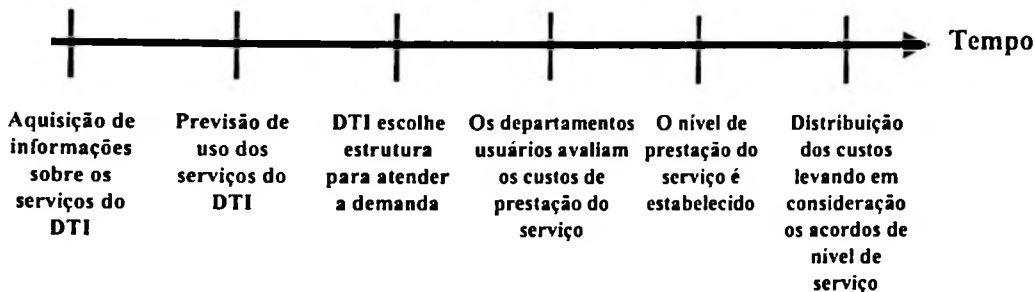 Tempo
Aquisição de
informações
sobre os
serviços do
DTI
Previsão de
uso dos
serviços do
DTI
DTI escolhe
estrutura
para atender
a demanda
Os departamentos
usuários avaliam
os custos de
prestação do
serviço
O nível de
prestação do
serviço é
estabelecido
Distribuição
dos custos
levando em
consideração
os acordos de
nível de
serviço